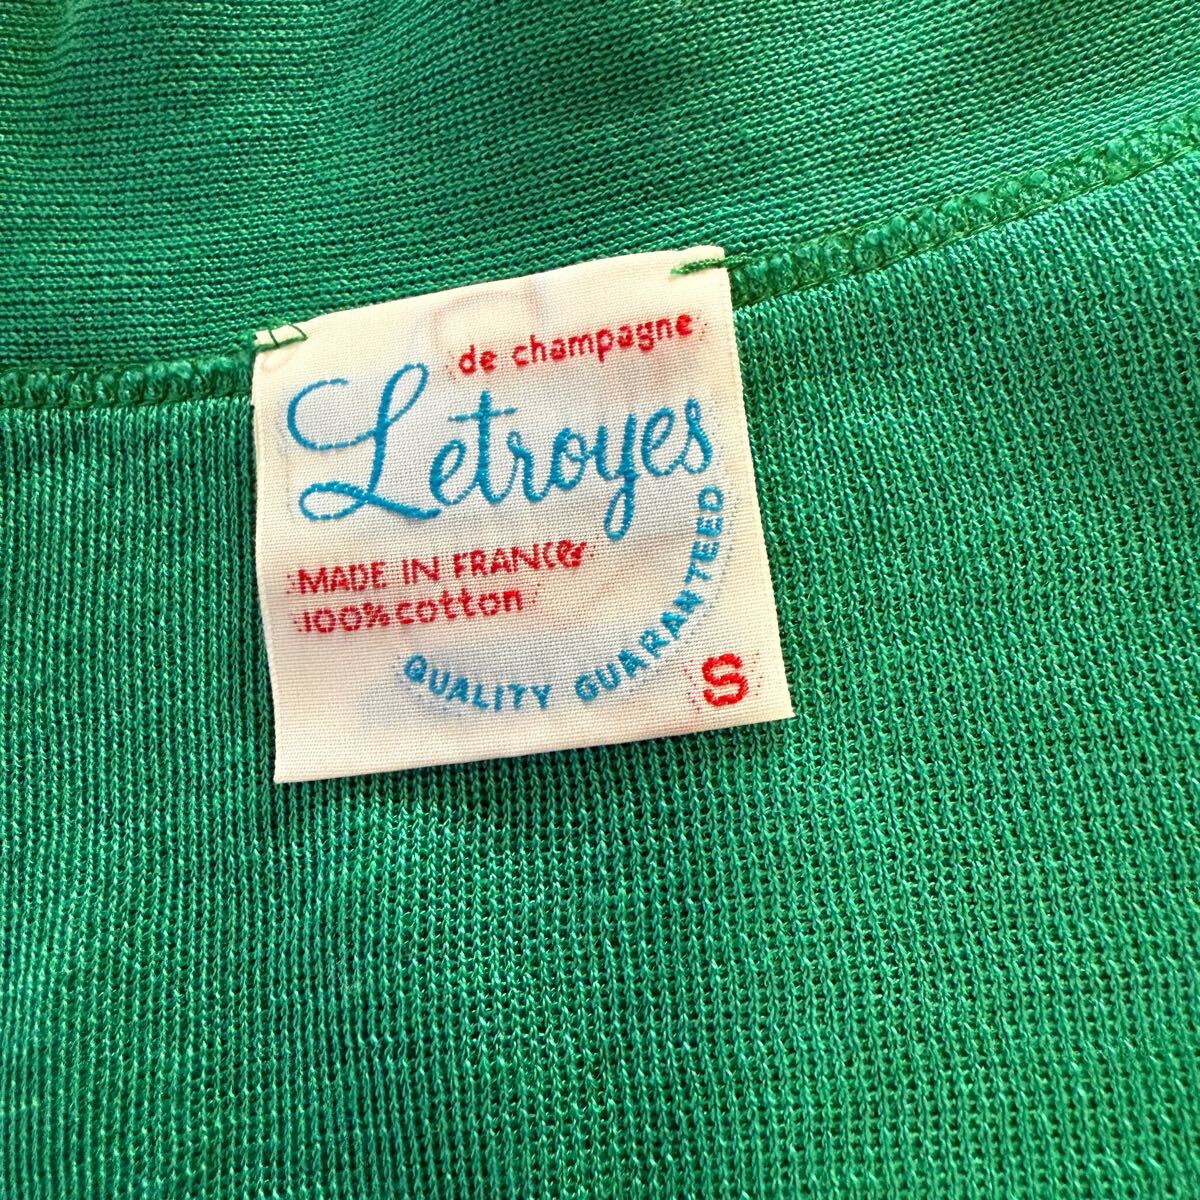 de champagne
Letroyes
MADE IN FRANCE
100% cotton
QUALITY GUARANTEED
S